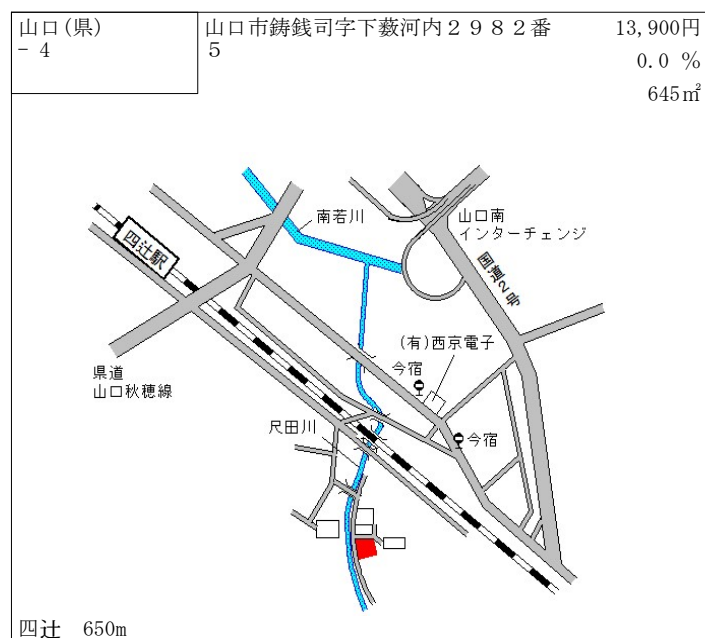 山口(県)
－4
山口市鋳銭司字下藪河内２９８２番
5
13,900円
0.0 %
645㎡
南若川
山口南
インターチェンジ
四辻駅
国道2号
(有)西京電子
今宿
県道
山口秋穂線
尺田川
今宿
四辻　650m